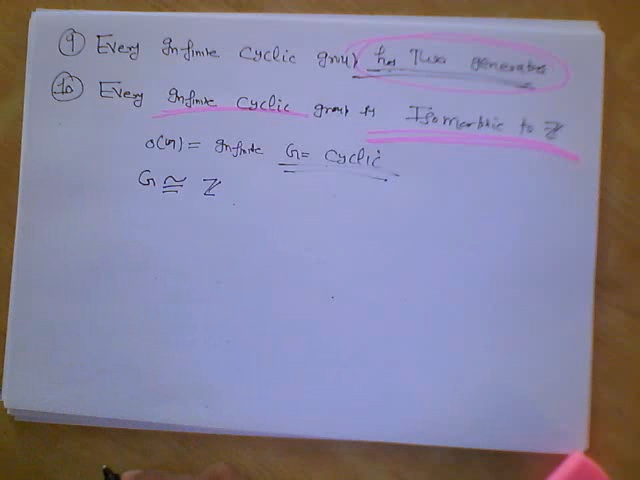 9 Every Infinite Cyclic group has Two generators
10 Every Infinite Cyclic group is Isomorphic to ℤ
O(G) = Infinite G = Cyclic
G ≅ ℤ